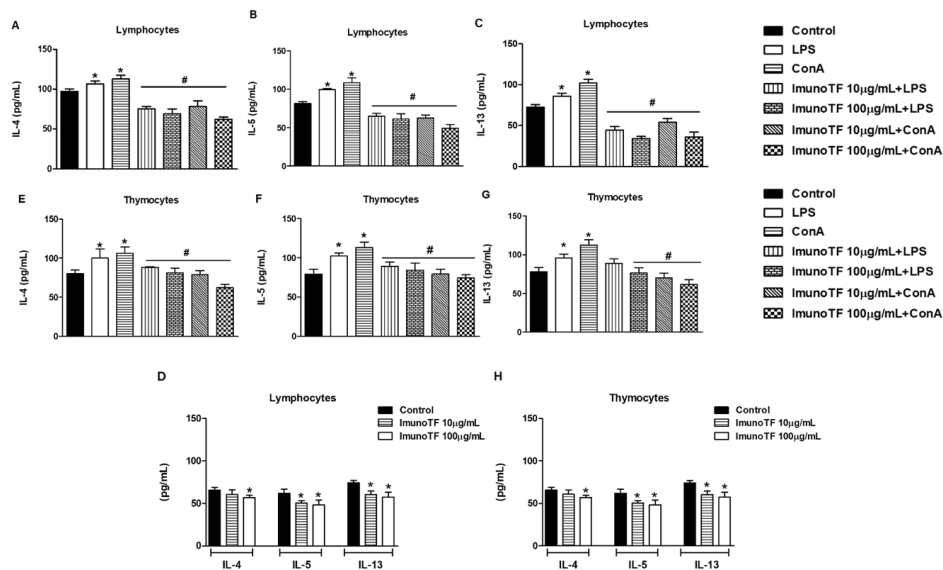 A
Lymphocytes
IL-4 (pg/mL)
150
100
50
0
*
*
#
B
Lymphocytes
IL-5 (pg/mL)
150
100
50
0
*
*
#
C
Lymphocytes
IL-13 (pg/mL)
150
100
50
0
*
*
#
Control
LPS
ConA
ImunoTF 10µg/mL+LPS
ImunoTF 100µg/mL+LPS
ImunoTF 10µg/mL+ConA
ImunoTF 100µg/mL+ConA
E
Thymocytes
IL-4 (pg/mL)
150
100
50
0
*
*
#
F
Thymocytes
IL-5 (pg/mL)
150
100
50
0
*
*
#
G
Thymocytes
IL-13 (pg/mL)
150
100
50
0
*
*
#
Control
LPS
ConA
ImunoTF 10µg/mL+LPS
ImunoTF 100µg/mL+LPS
ImunoTF 10µg/mL+ConA
ImunoTF 100µg/mL+ConA
D
Lymphocytes
Control
ImunoTF 10µg/mL
ImunoTF 100µg/mL
(pg/mL)
150
100
50
0
*
* *
* *
IL-4 IL-5 IL-13
H
Thymocytes
Control
ImunoTF 10µg/mL
ImunoTF 100µg/mL
(pg/mL)
150
100
50
0
*
* *
* *
IL-4 IL-5 IL-13